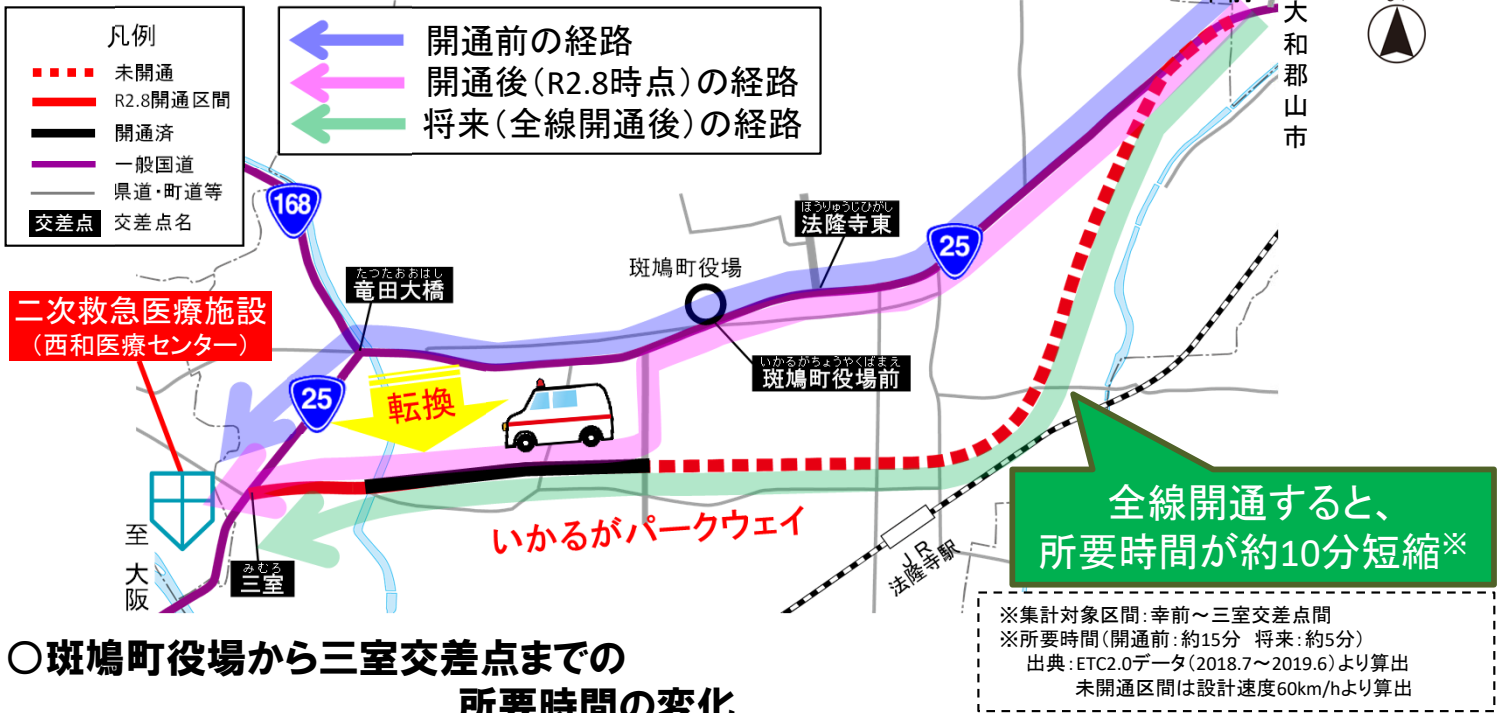 凡例
未開通
R2.8開通区間
開通済
一般国道
県道・町道等
交差点 交差点名
開通前の経路
開通後(R2.8時点)の経路
将来(全線開通後)の経路
大和郡山市
168
ほうりゅうじひがし
法隆寺東
25
斑鳩町役場
たつたおおはし
竜田大橋
二次救急医療施設
(西和医療センター)
いかるがちょうやくばまえ
斑鳩町役場前
25
転換
いかるがパークウェイ
至 大阪
みむろ
三室
JR
法隆寺駅
全線開通すると、
所要時間が約10分短縮※
※集計対象区間:幸前~三室交差点間
※所要時間(開通前:約15分 将来:約5分)
出典:ETC2.0データ(2018.7~2019.6)より算出
未開通区間は設計速度60km/hより算出
○斑鳩町役場から三室交差点までの
所要時間の変化